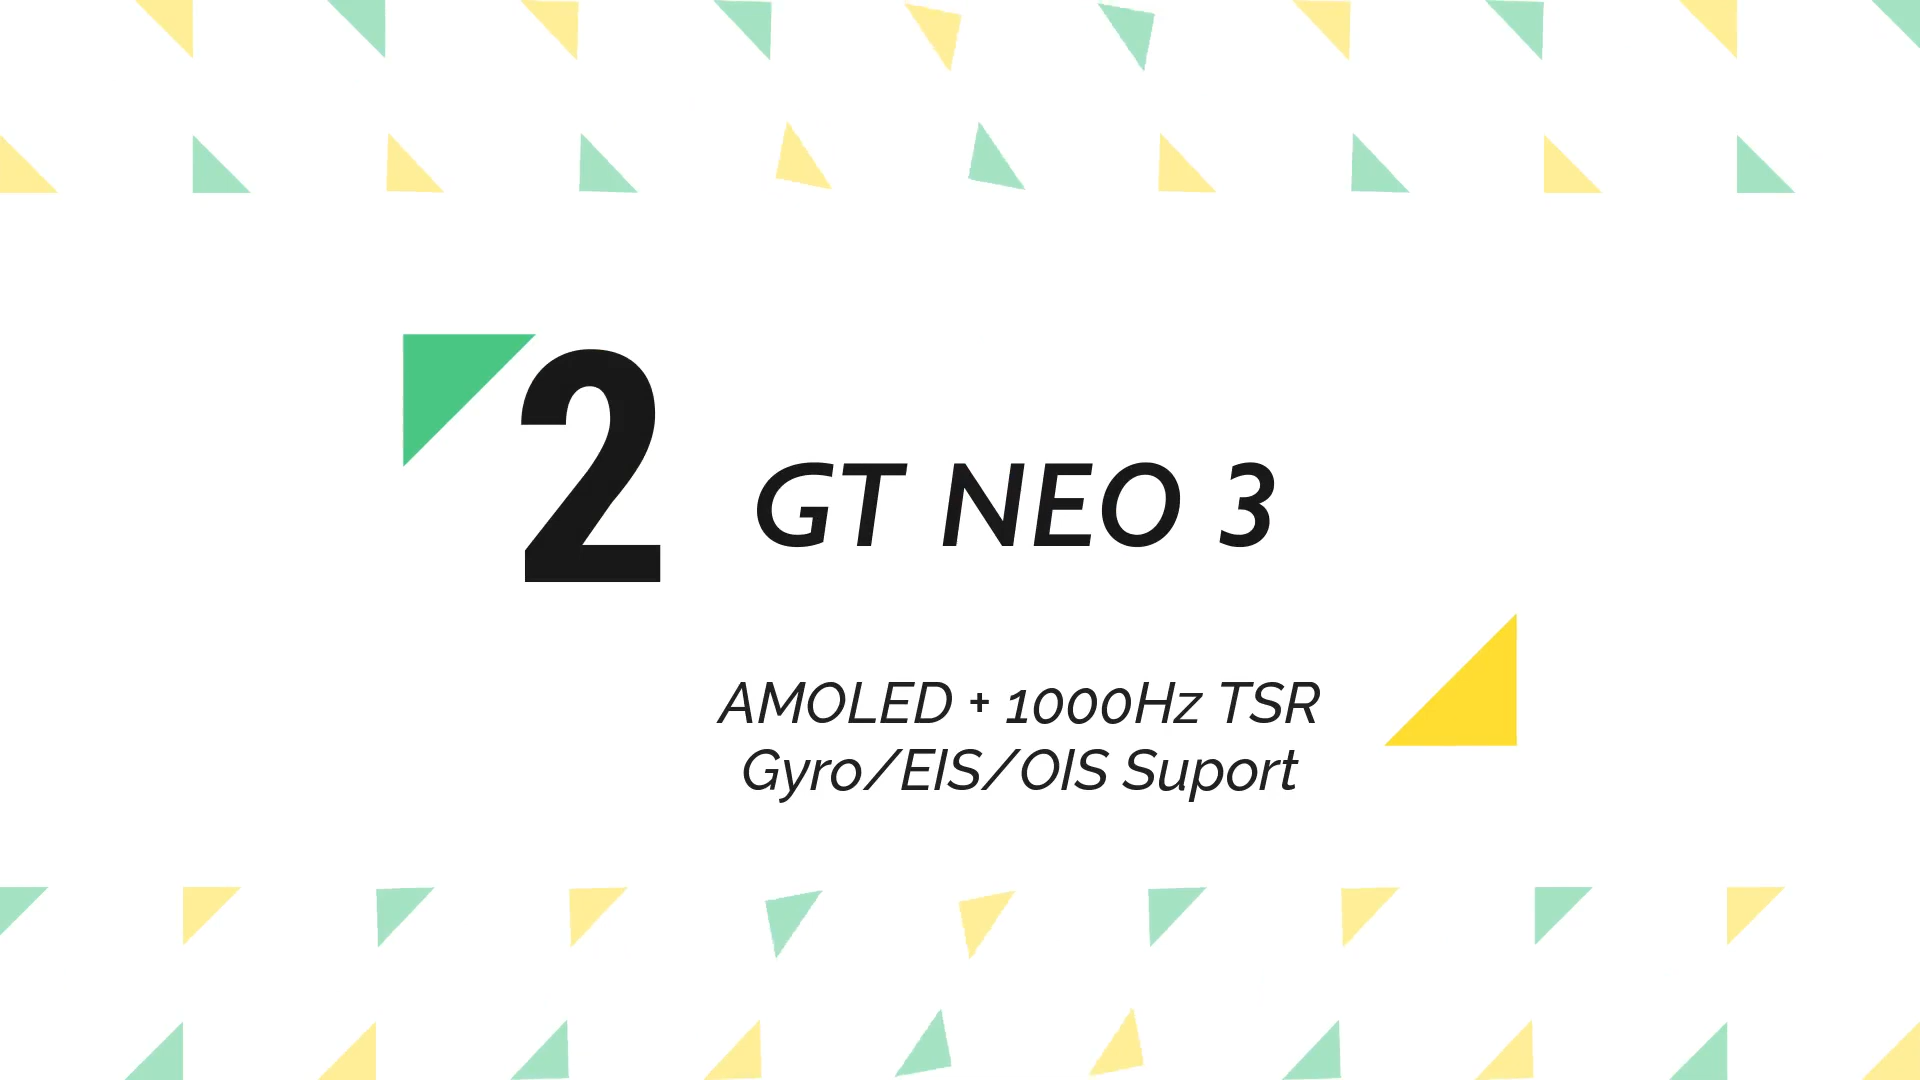 2 GT NEO 3
AMOLED + 1000Hz TSR
Gyro/EIS/OIS Suport